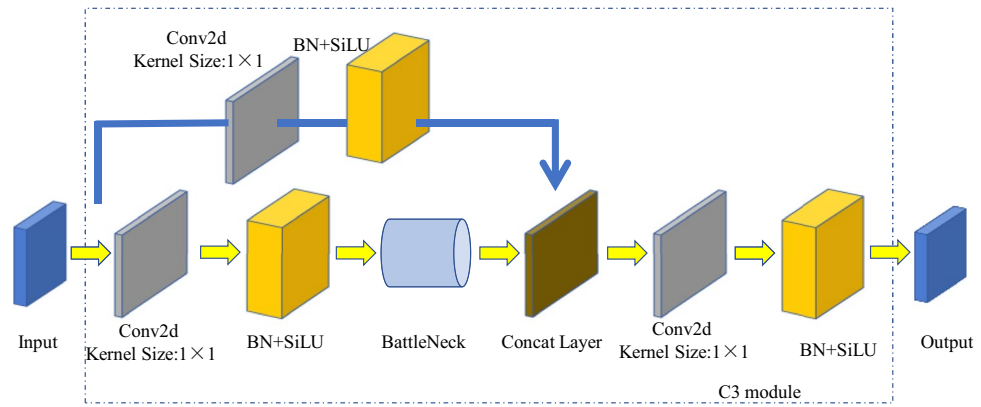 Conv2d
Kernel Size:1×1
BN+SiLU
Input
Conv2d
Kernel Size:1×1
BN+SiLU
BattleNeck
Concat Layer
Conv2d
Kernel Size:1×1
BN+SiLU
Output
C3 module